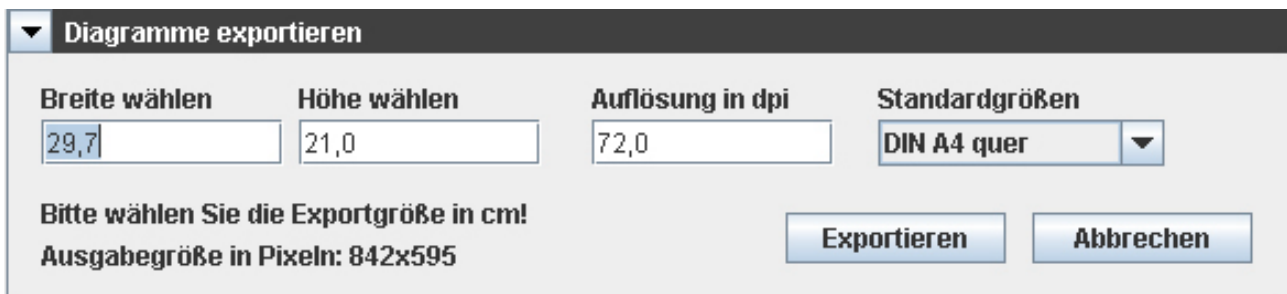 Diagramme exportieren
Breite wählen Höhe wählen Auflösung in dpi Standardgrößen
29,7 21,0 72,0 DIN A4 quer
Bitte wählen Sie die Exportgröße in cm!
Ausgabegröße in Pixeln: 842x595
Exportieren Abbrechen